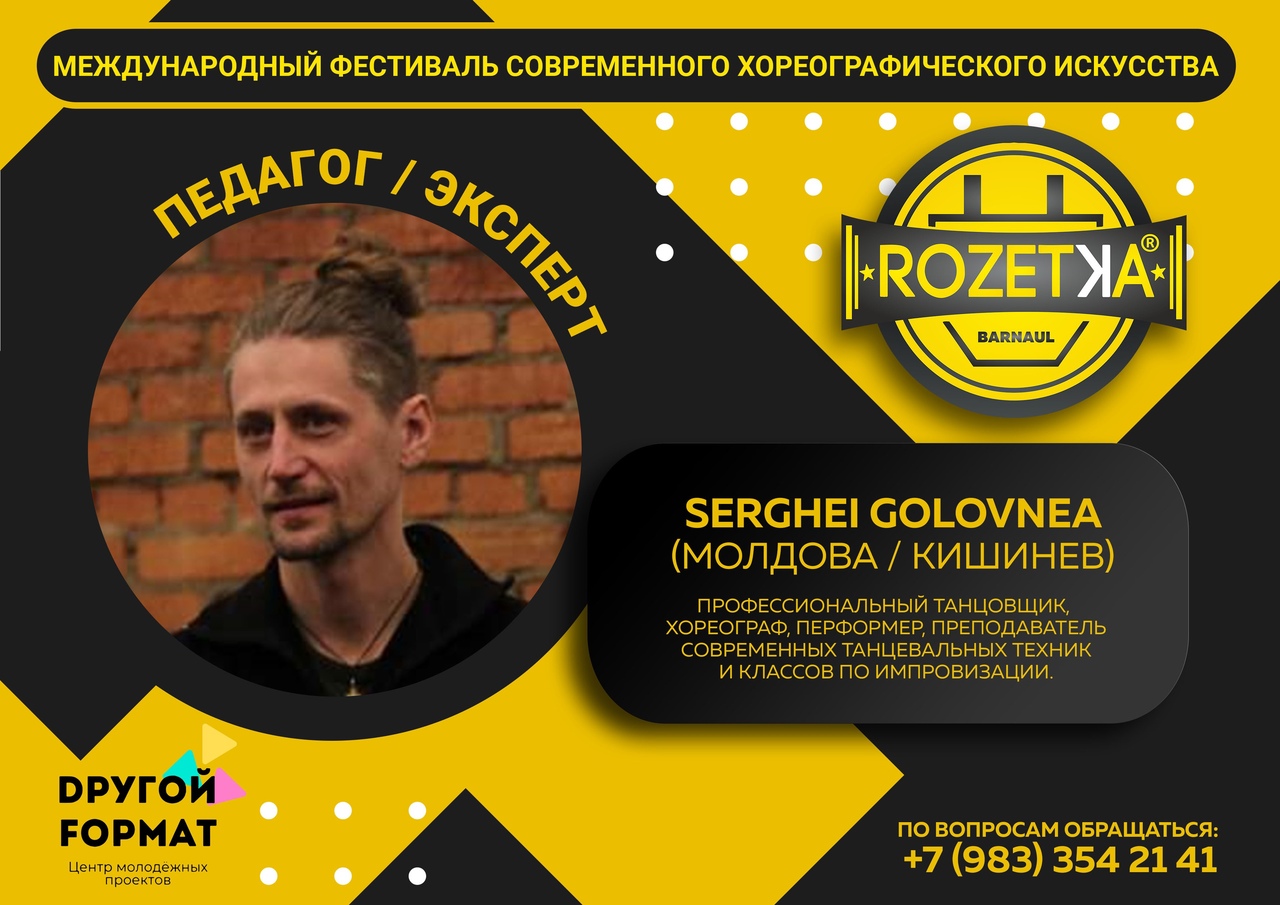 МЕЖДУНАРОДНЫЙ ФЕСТИВАЛЬ СОВРЕМЕННОГО ХОРЕОГРАФИЧЕСКОГО ИСКУССТВА
ПЕДАГОГ / ЭКСПЕРТ
ROZETKA®
BARNAUL
SERGHEI GOLOVNEA
(МОЛДОВА / КИШИНЕВ)
ПРОФЕССИОНАЛЬНЫЙ ТАНЦОВЩИК,
ХОРЕОГРАФ, ПЕРФОРМЕР, ПРЕПОДАВАТЕЛЬ
СОВРЕМЕННЫХ ТАНЦЕВАЛЬНЫХ ТЕХНИК
И КЛАССОВ ПО ИМПРОВИЗАЦИИ.
DРУГОЙ
FОРМАТ
Центр молодёжных
проектов
ПО ВОПРОСАМ ОБРАЩАТЬСЯ:
+7 (983) 354 21 41